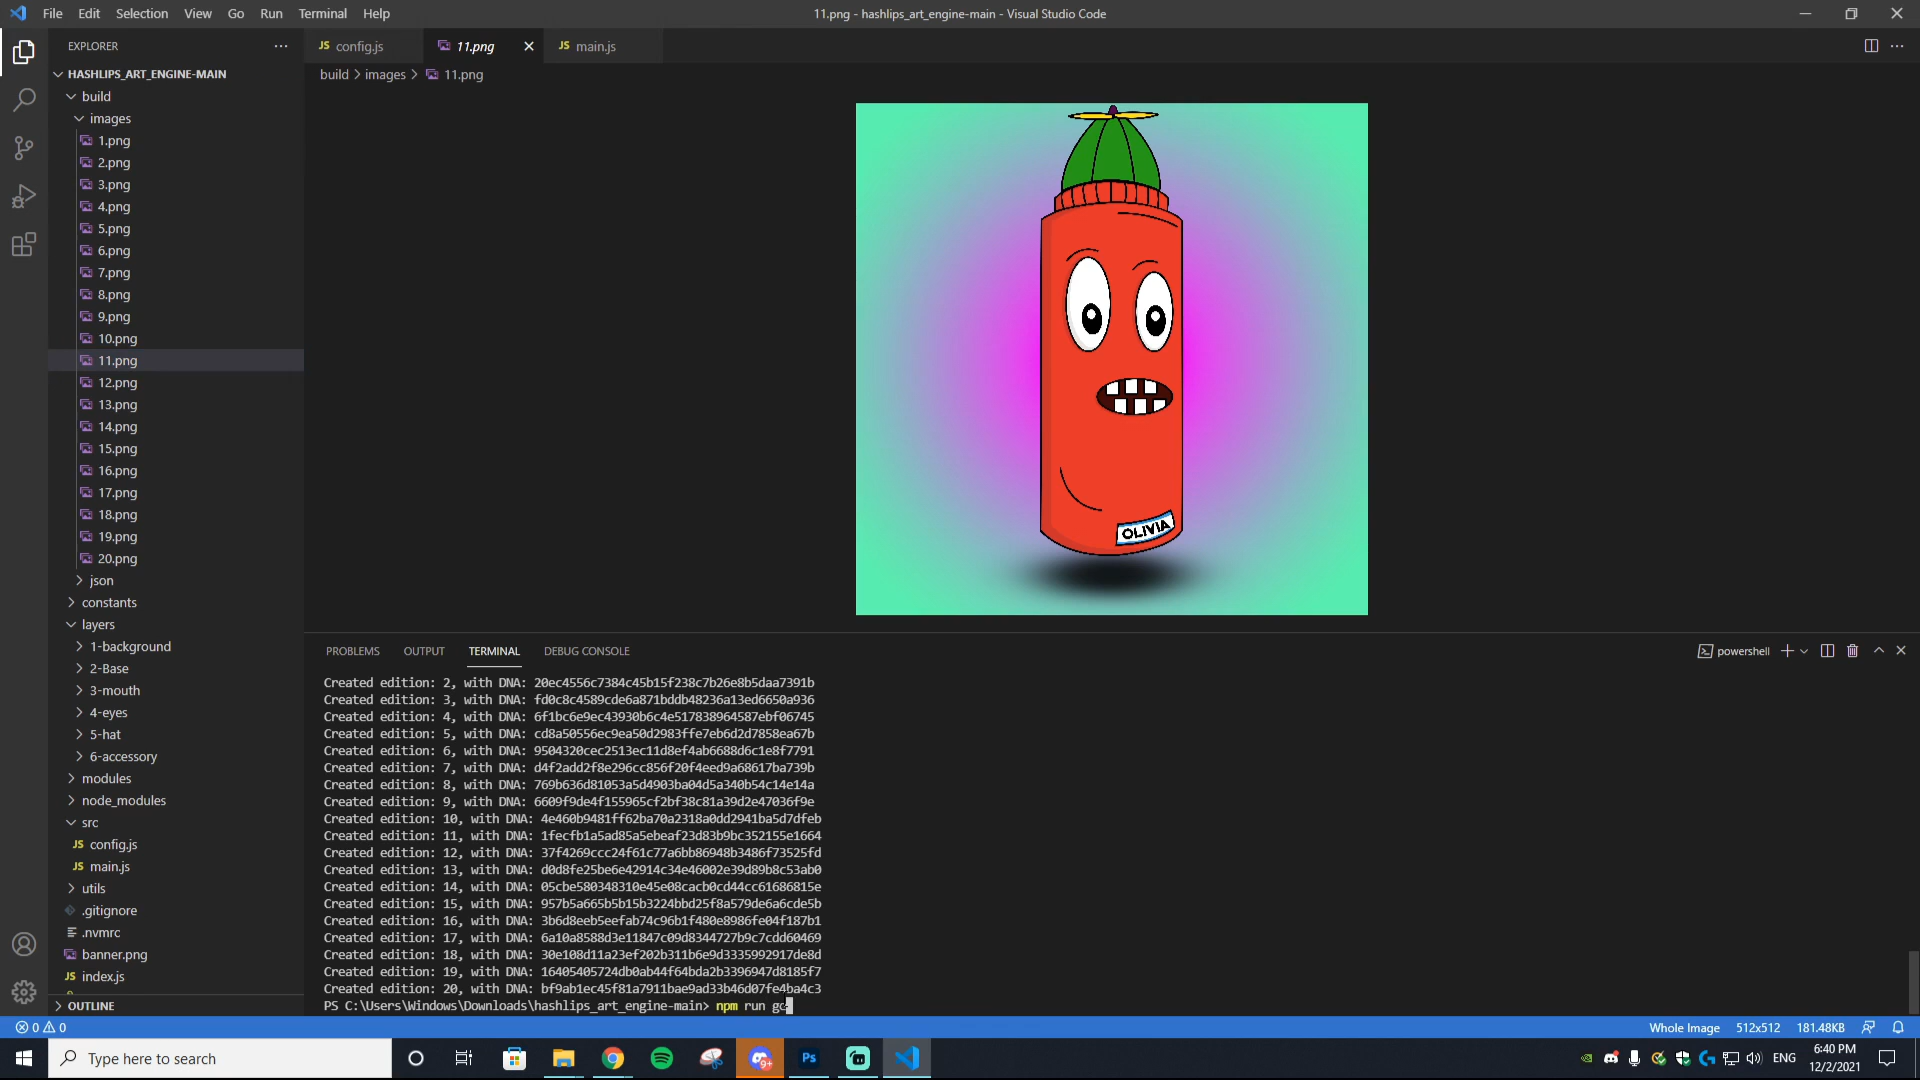 File Edit Selection View Go Run Terminal Help
11.png - hashlips_art_engine-main - Visual Studio Code
EXPLORER
HASHLIPS_ART_ENGINE-MAIN
build
images
1.png
2.png
3.png
4.png
5.png
6.png
7.png
8.png
9.png
10.png
11.png
12.png
13.png
14.png
15.png
16.png
17.png
18.png
19.png
20.png
json
constants
layers
1-background
2-Base
3-mouth
4-eyes
5-hat
6-accessory
modules
node_modules
src
JS config.js
JS main.js
utils
.gitignore
.nvmrc
banner.png
JS index.js
OUTLINE
JS config.js
11.png
JS main.js
build > images > 11.png
OLIVIA
PROBLEMS OUTPUT TERMINAL DEBUG CONSOLE
powershell
Created edition: 2, with DNA: 20ec4556c7384c45b15f238c7b26e8b5daa7391b
Created edition: 3, with DNA: fd0c8c4589cde6a871bddb48236a13ed6650a936
Created edition: 4, with DNA: 6f1bc6e9ec43930b6c4e517838964587ebf06745
Created edition: 5, with DNA: cd8a50556ec9ea50d2983ffe7eb6d2d7858ea67b
Created edition: 6, with DNA: 9504320cec2513ec11d8ef4ab6688d6c1e8f7791
Created edition: 7, with DNA: d4f2add2f8e296cc856f20f4eed9a68617ba739b
Created edition: 8, with DNA: 769b636d81053a5d4903ba04d5a340b54c14e14a
Created edition: 9, with DNA: 6609f9de4f155965cf2bf38c81a39d2e47036f9e
Created edition: 10, with DNA: 4e460b9481ff62ba70a2318a0dd2941ba5d7dfeb
Created edition: 11, with DNA: 1fecfb1a5ad85a5ebeaf23d83b9bc352155e1664
Created edition: 12, with DNA: 37f4269ccc24f61c77a6bb86948b3486f73525fd
Created edition: 13, with DNA: d0d8fe25be6e42914c34e46002e39d89b8c53ab0
Created edition: 14, with DNA: 05cbe580348310e45e08cacb0cd44cc61686815e
Created edition: 15, with DNA: 957b5a665b5b15b3224bbd25f8a579de6a6cde5b
Created edition: 16, with DNA: 3b6d8eeb5eefab74c96b1f480e8986fe04f187b1
Created edition: 17, with DNA: 6a10a8588d3e11847c09d8344727b9c7cdd60469
Created edition: 18, with DNA: 30e108d11a23ef202b311b6e9d3335992917de8d
Created edition: 19, with DNA: 16405405724db0ab44f64bda2b3396947d8185f7
Created edition: 20, with DNA: bf9ab1ec45f81a7911bae9ad33b46d07fe4ba4c3
PS C:\Users\Windows\Downloads\hashlips_art_engine-main> npm run gc
0 0
Whole Image 512x512 181.48KB
Type here to search
9+
Ps
ENG
6:40 PM
12/2/2021